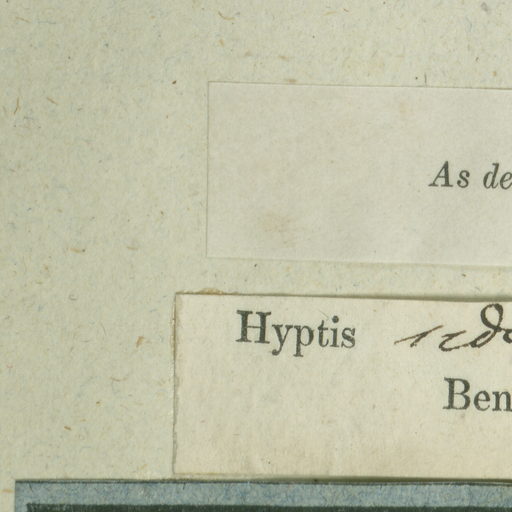 As de
Hyptis
Ben